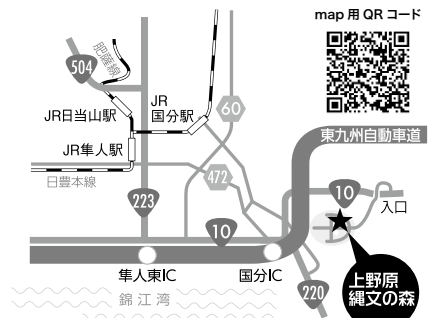 map 用 QR コード
肥薩線
504
JR日当山駅
JR
国分駅
60
東九州自動車道
JR隼人駅
日豊本線
472
10
入口
223
10
隼人東IC
国分IC
220
上野原
縄文の森
錦江湾